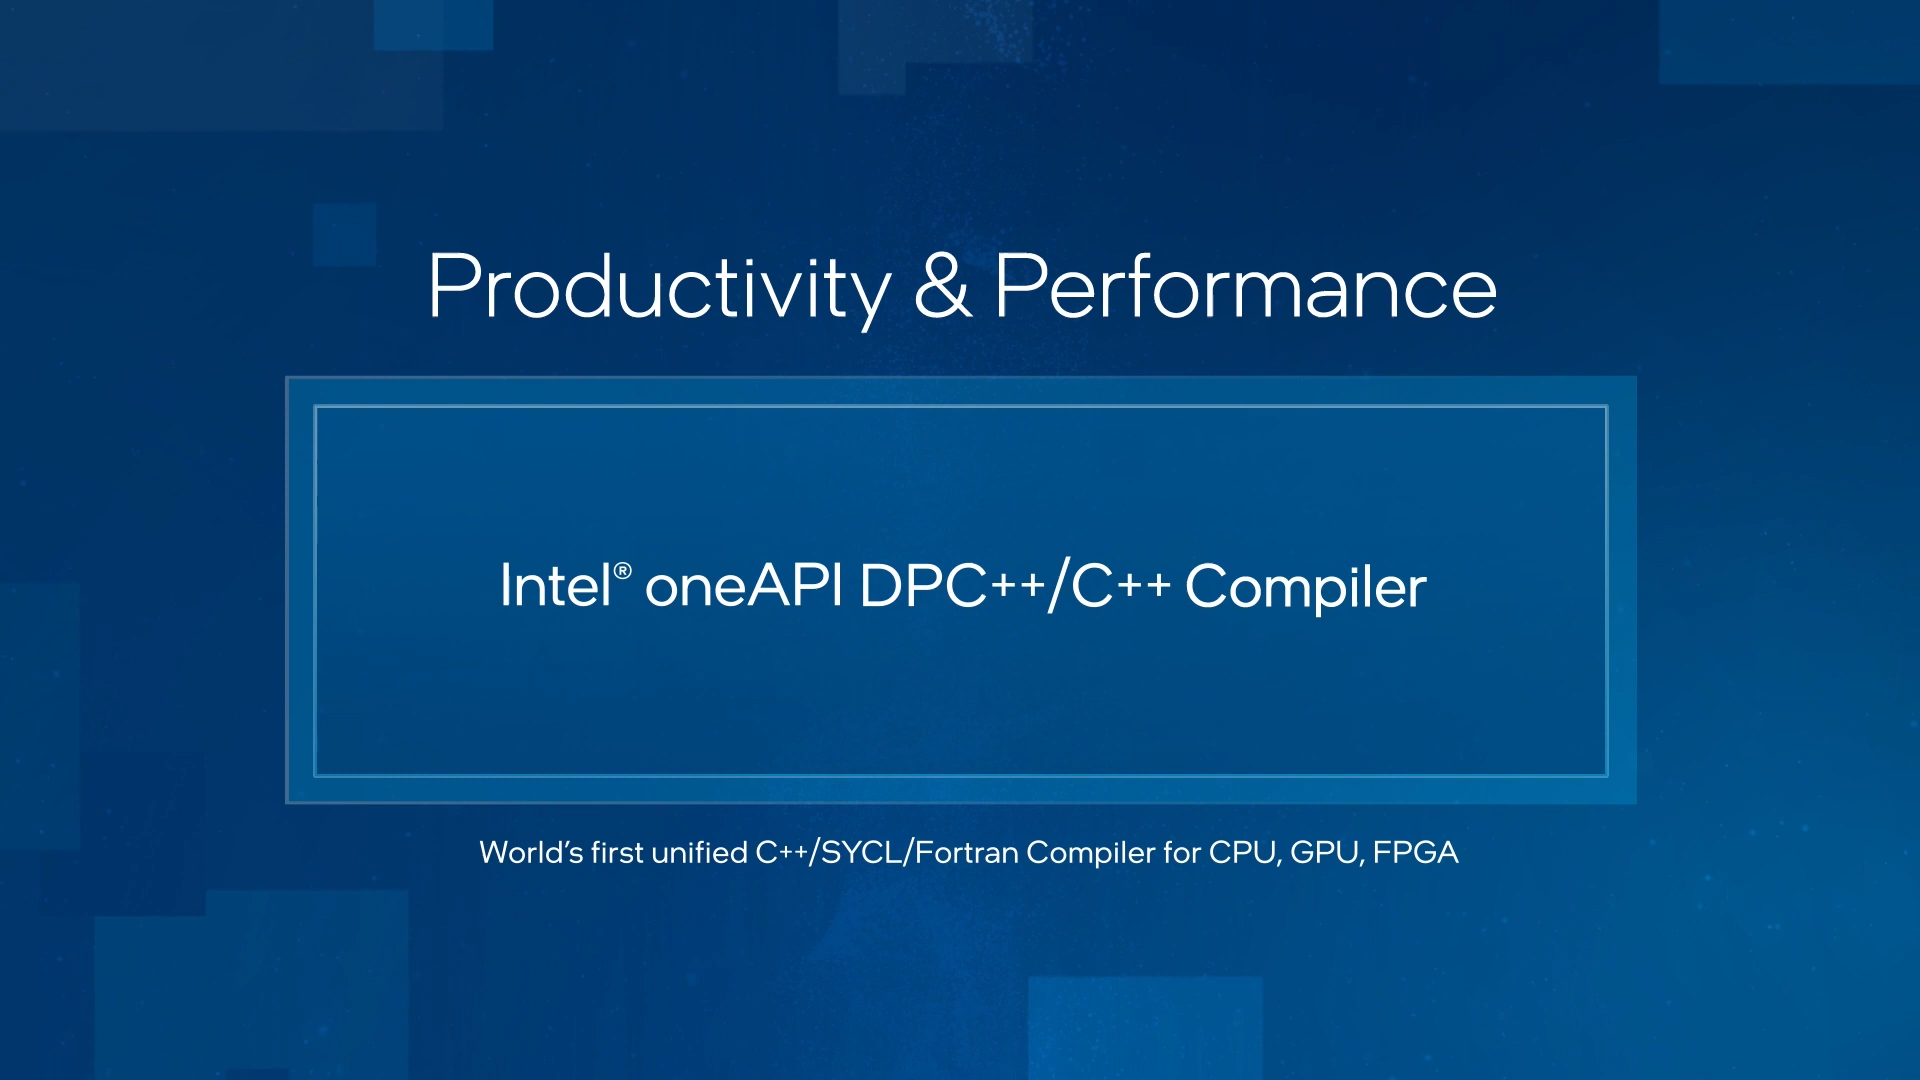 Productivity & Performance
Intel® oneAPI DPC++/C++ Compiler
World's first unified C++/SYCL/Fortran Compiler for CPU, GPU, FPGA